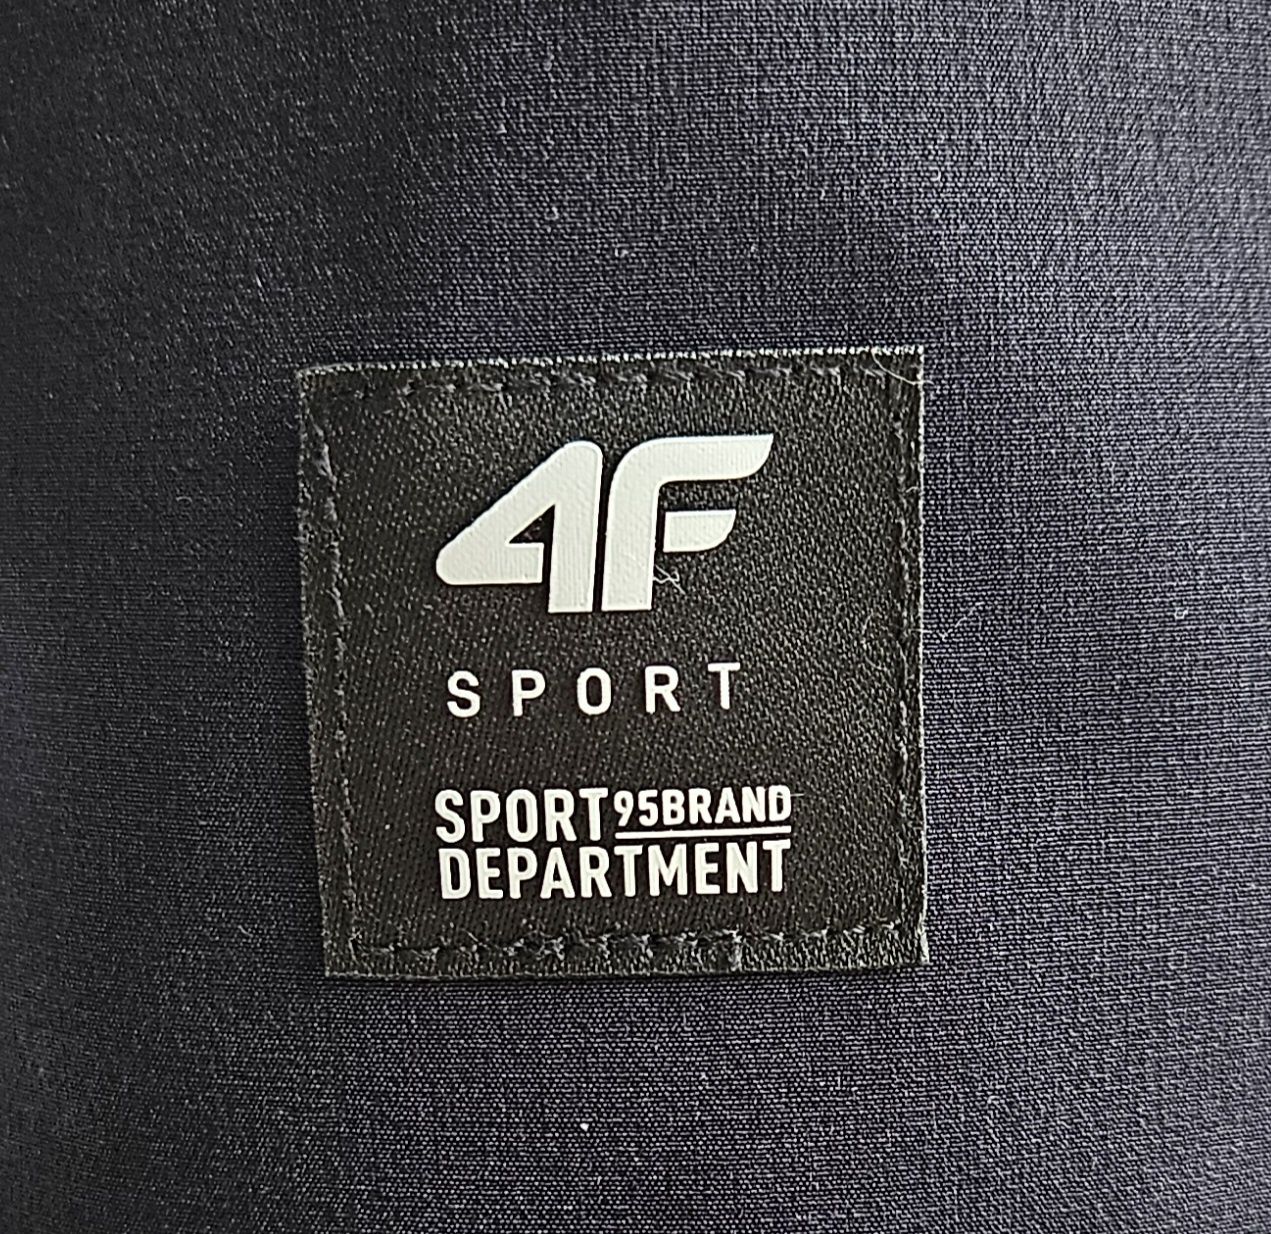 4F
SPORT
SPORT 95BRAND
DEPARTMENT